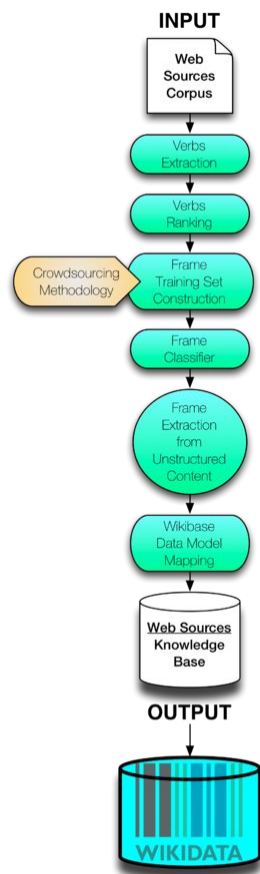 INPUT
Web
Sources
Corpus
Verbs
Extraction
Verbs
Ranking
Crowdsourcing
Methodology
Frame
Training Set
Construction
Frame
Classifier
Frame
Extraction
from
Unstructured
Content
Wikibase
Data Model
Mapping
Web Sources
Knowledge
Base
OUTPUT
WIKIDATA